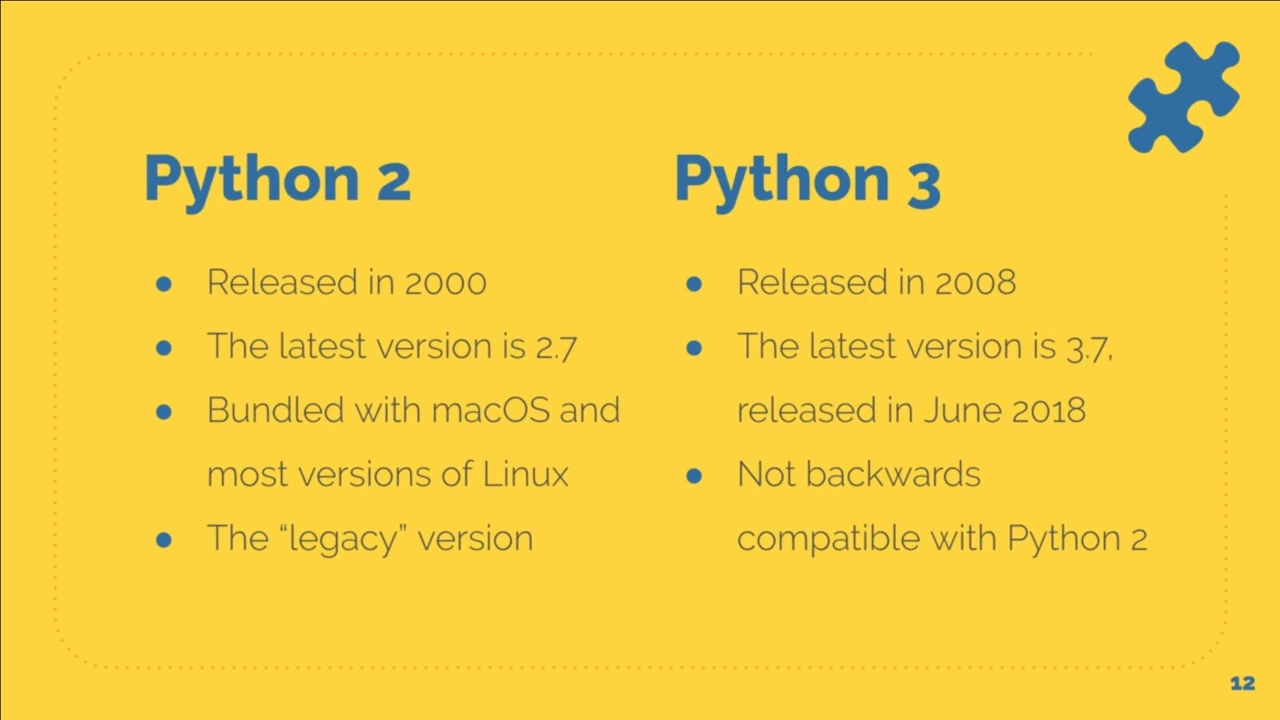 Python 2
● Released in 2000
● The latest version is 2.7
● Bundled with macOS and
most versions of Linux
● The “legacy” version
Python 3
● Released in 2008
● The latest version is 3.7,
released in June 2018
● Not backwards
compatible with Python 2
12